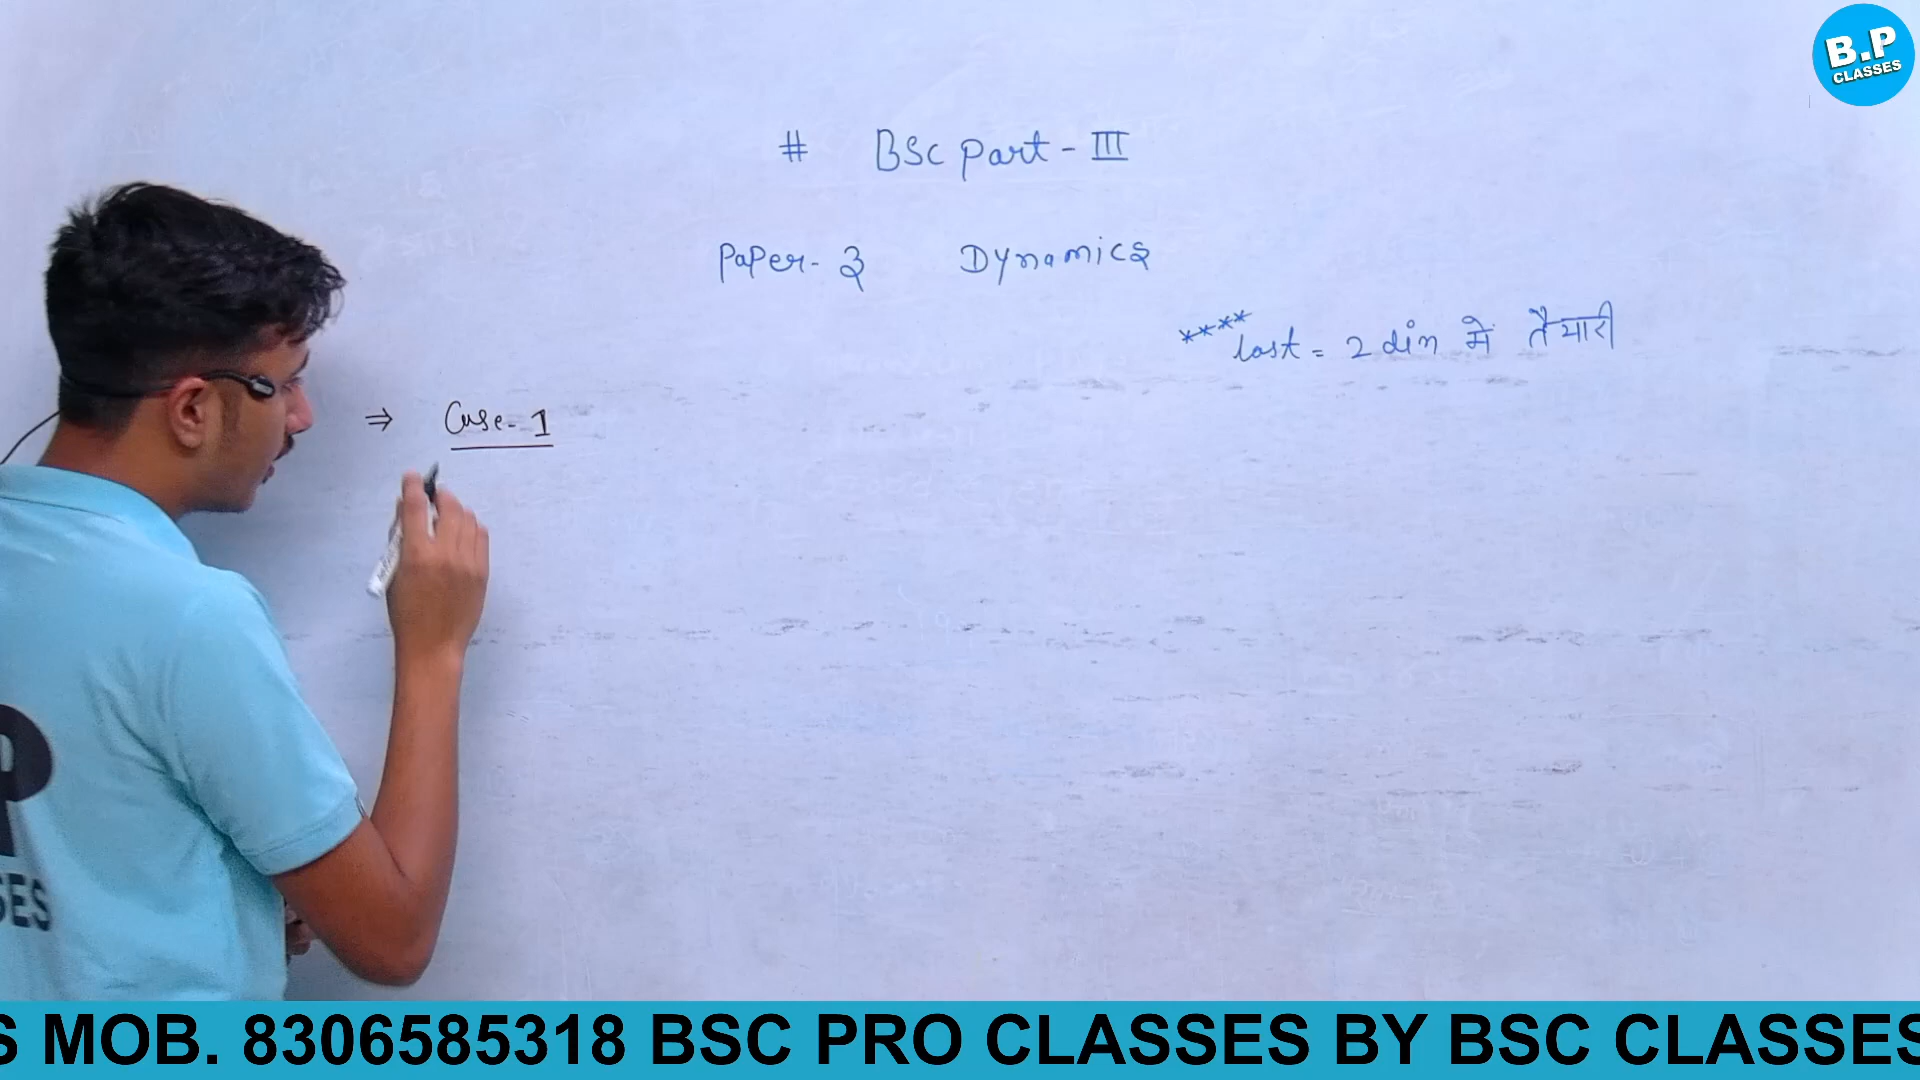 B.P
CLASSES
# BSc Part - III
Paper - 3 Dynamics
**** last = 2 din में तैयारी
⇒ Case - 1
P
SES
S MOB. 8306585318 BSC PRO CLASSES BY BSC CLASSES